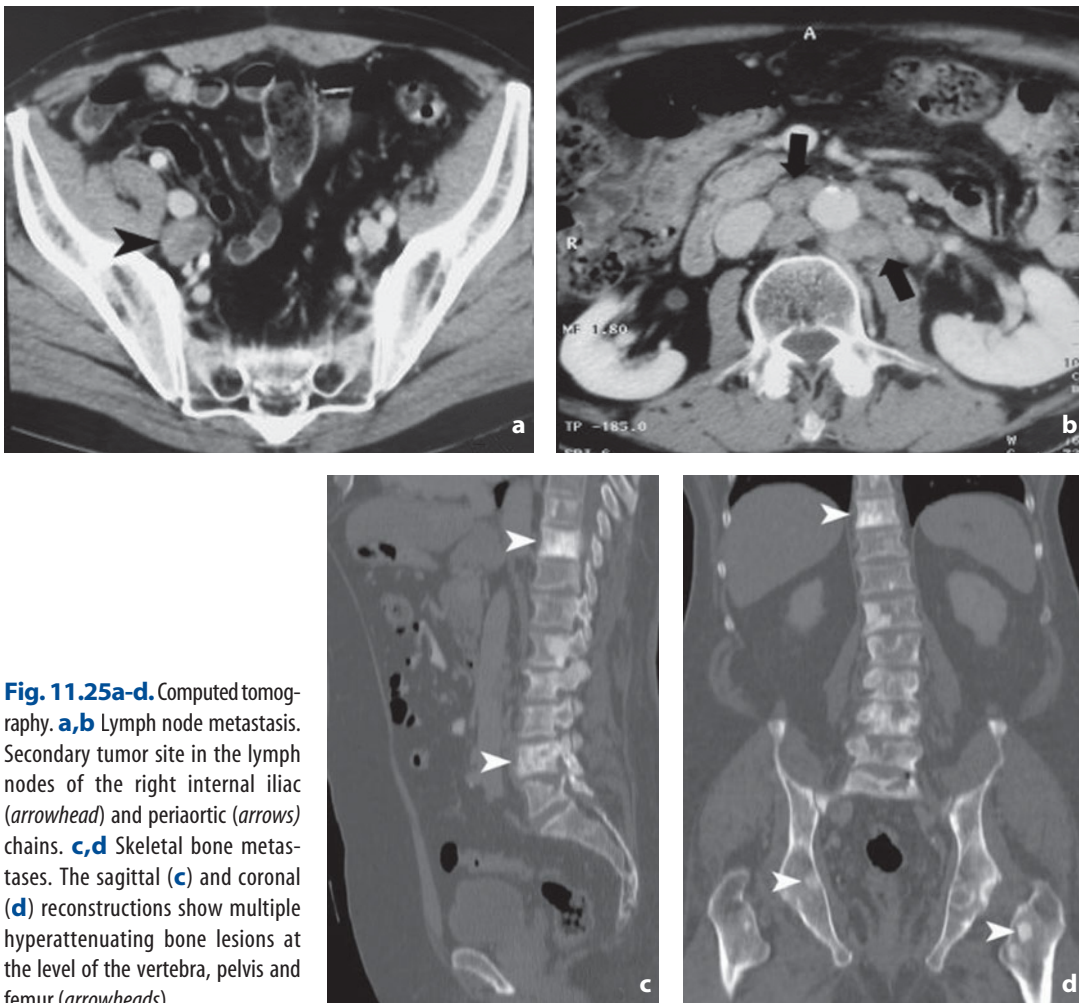 A
R
MF 1.80
TP -185.0
a
b
Fig. 11.25a-d. Computed tomog-
raphy. a,b Lymph node metastasis.
Secondary tumor site in the lymph
nodes of the right internal iliac
(arrowhead) and periaortic (arrows)
chains. c,d Skeletal bone metas-
tases. The sagittal (c) and coronal
(d) reconstructions show multiple
hyperattenuating bone lesions at
the level of the vertebra, pelvis and
femur (arrowheads)
c
d